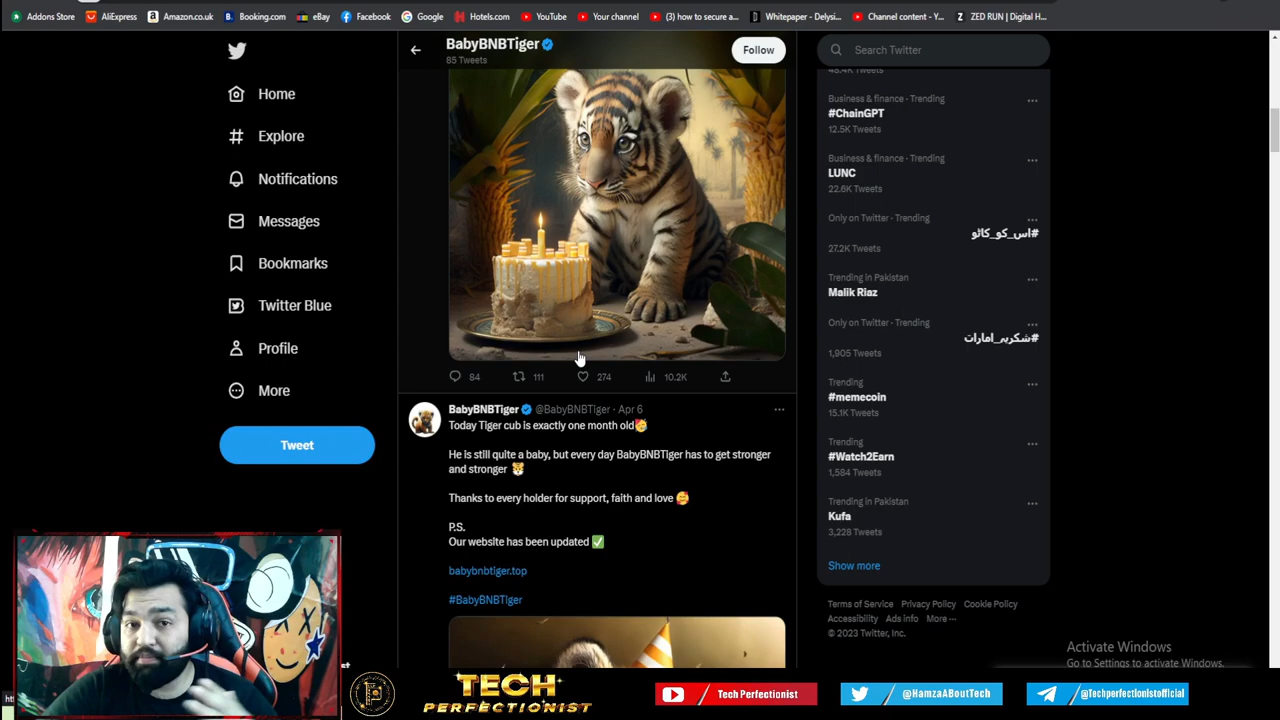 Addons Store
AliExpress
Amazon.co.uk
Booking.com
eBay
Facebook
Google
Hotels.com
YouTube
Your channel
(3) how to secure a...
Whitepaper - Delysi...
Channel content - Y...
ZED RUN | Digital H...
BabyBNBTiger
85 Tweets
Follow
Search Twitter
Home
Explore
Notifications
Messages
Bookmarks
Twitter Blue
Profile
More
Tweet
84
111
274
10.2K
BabyBNBTiger @BabyBNBTiger · Apr 6
Today Tiger cub is exactly one month old🥳
He is still quite a baby, but every day BabyBNBTiger has to get stronger
and stronger 🐯
Thanks to every holder for support, faith and love 🥰
P.S.
Our website has been updated ✅
babybnbtiger.top
#BabyBNBTiger
48.4K Tweets
Business & finance · Trending
#ChainGPT
12.5K Tweets
Business & finance · Trending
LUNC
22.6K Tweets
Only on Twitter · Trending
#اس_کو_کاٹو
27.2K Tweets
Trending in Pakistan
Malik Riaz
Only on Twitter · Trending
#شکریہ_امارات
1,905 Tweets
Trending
#memecoin
15.1K Tweets
Trending
#Watch2Earn
1,584 Tweets
Trending in Pakistan
Kufa
3,228 Tweets
Show more
Terms of Service Privacy Policy Cookie Policy
Accessibility Ads info More ···
© 2023 Twitter, Inc.
Activate Windows
Go to Settings to activate Windows.
TECH
PERFECTIONIST
Tech Perfectionist
@HamzaAboutTech
@Techperfectionistofficial